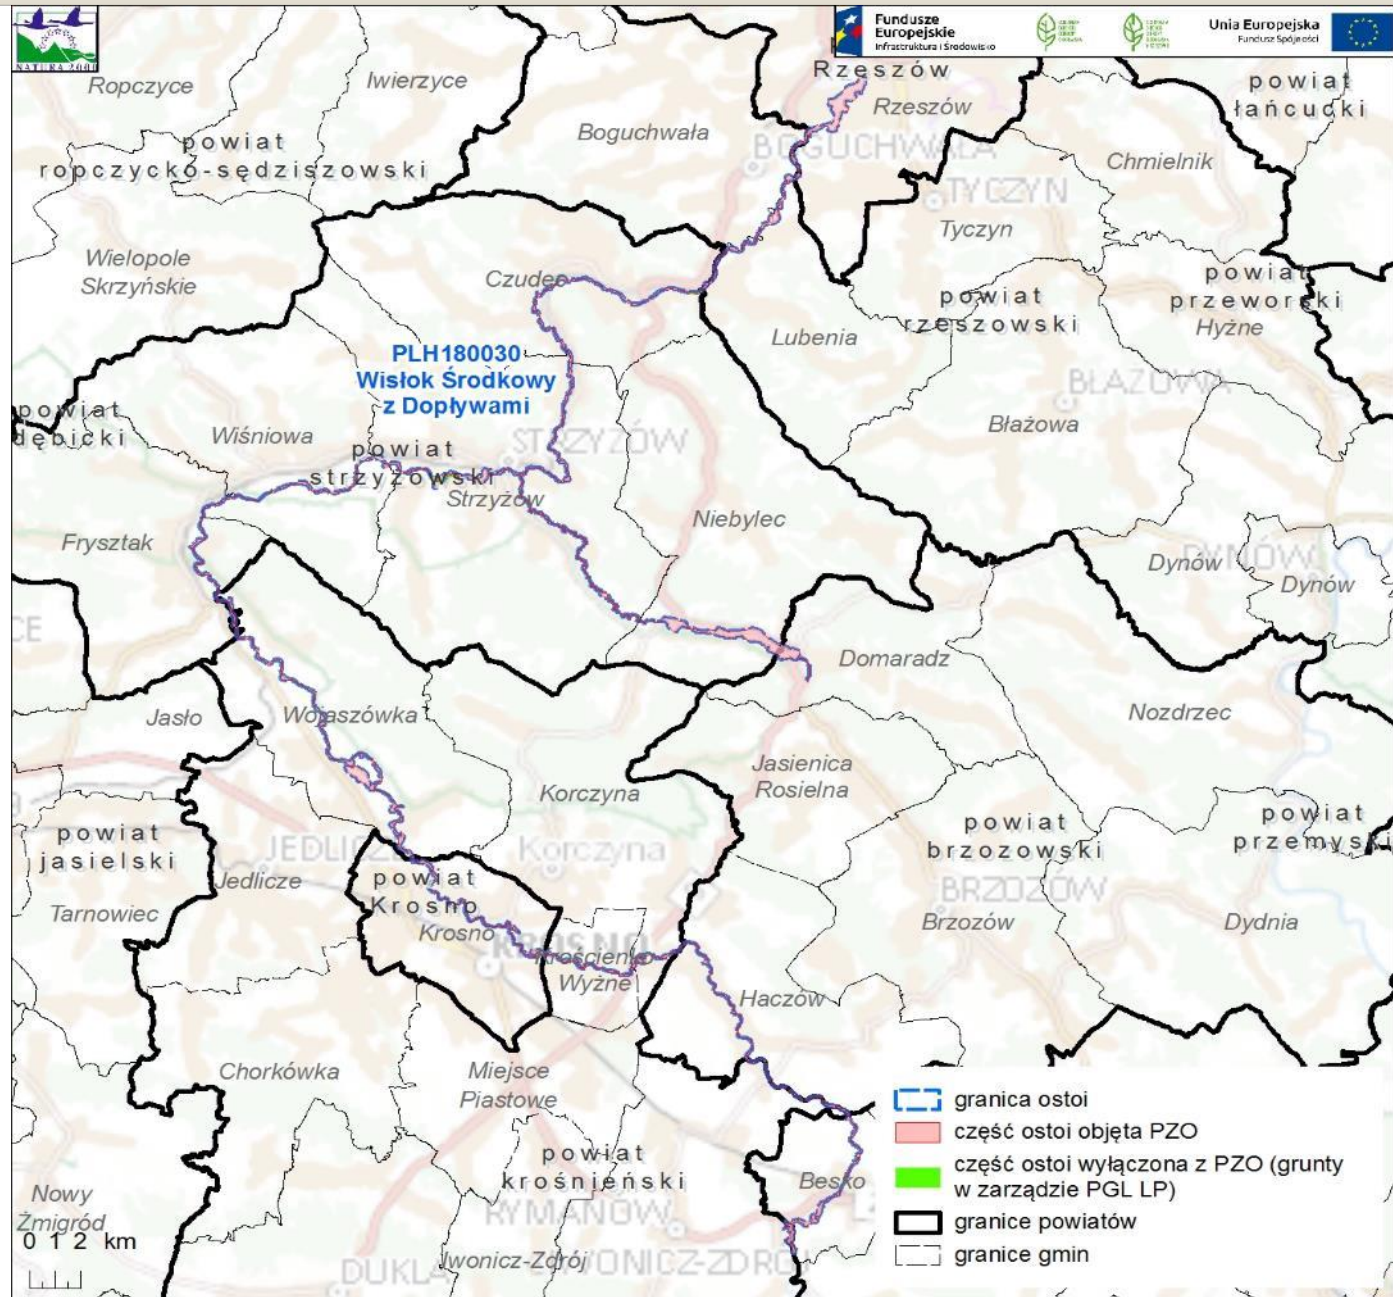 NATURA 2000
Fundusze
Europejskie
Infrastruktura i Środowisko
Unia Europejska
Fundusz Spójności
Ropczyce
Iwierzyce
Rzeszów
Rzeszów
powiat
łańcucki
powiat
ropczycko-sędziszowski
Boguchwała
BOGUCHWAŁA
Chmielnik
TYCZYN
Tyczyn
Wielopole
Skrzyńskie
Czudec
powiat
rzeszowski
powiat
przeworski
Hyżne
Lubenia
PLH180030
Wisłok Środkowy
z Dopływami
BŁAŻOWA
Błażowa
powiat
dębicki
Wiśniowa
powiat
strzyżowski
STRZYŻÓW
Strzyżów
Niebylec
Frysztak
DYNÓW
Dynów
Dynów
CE
Domaradz
Jasło
Wojaszówka
Nozdrzec
Jasienica
Rosielna
Korczyna
powiat
jasielski
JEDLICZE
Jedlicze
Korczyna
powiat
Krosno
powiat
brzozowski
powiat
przemyski
BRZOZÓW
Brzozów
Tarnowiec
Krosno
KROSNO
Krościenko
Wyżne
Dydnia
Haczów
Chorkówka
Miejsce
Piastowe
powiat
krośnieński
Besko
Nowy
Żmigród
RYMANÓW
Iwonicz-Zdrój
IWONICZ-ZDRÓJ
DUKLA
0 1 2 km
granica ostoi
część ostoi objęta PZO
część ostoi wyłączona z PZO (grunty
w zarządzie PGL LP)
granice powiatów
granice gmin